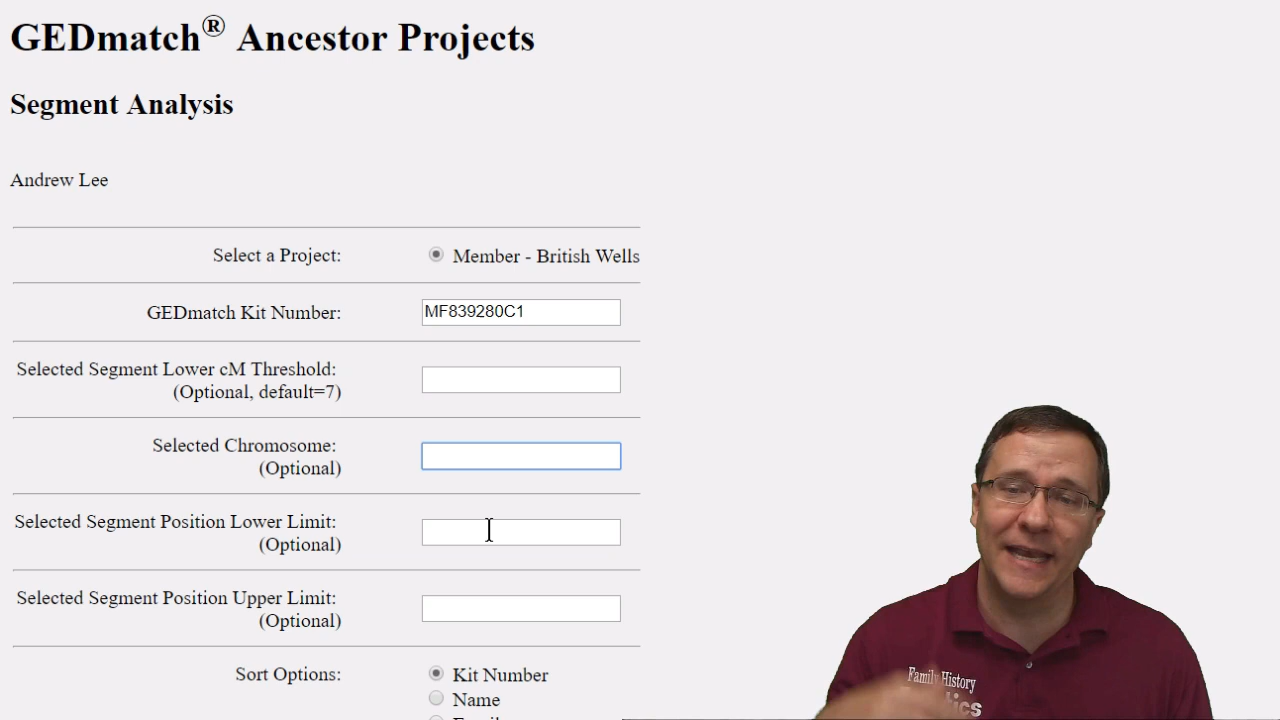 GEDmatch® Ancestor Projects
Segment Analysis
Andrew Lee
Select a Project: Member - British Wells
GEDmatch Kit Number: MF839280C1
Selected Segment Lower cM Threshold:
(Optional, default=7)
Selected Chromosome:
(Optional)
Selected Segment Position Lower Limit:
(Optional)
Selected Segment Position Upper Limit:
(Optional)
Sort Options: Kit Number
Name
Family History